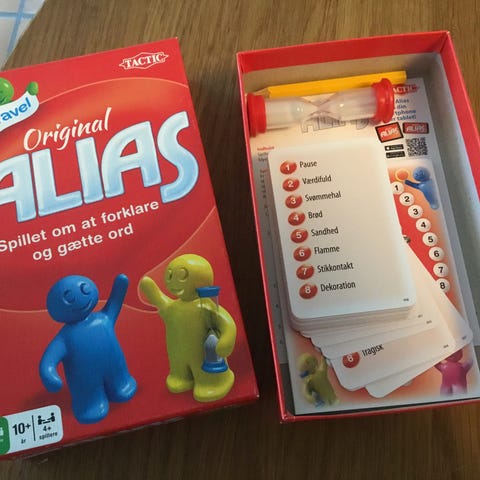 TACTIC
Travel
Original
ALIAS
Spillet om at forklare
og gætte ord
10+
år
4+
spillere
TACTIC
Alias
1 Pause
2 Værdifuld
3 Svømmehal
4 Brød
5 Sandhed
6 Flamme
7 Stikkontakt
8 Dekoration
8 Tragisk
8